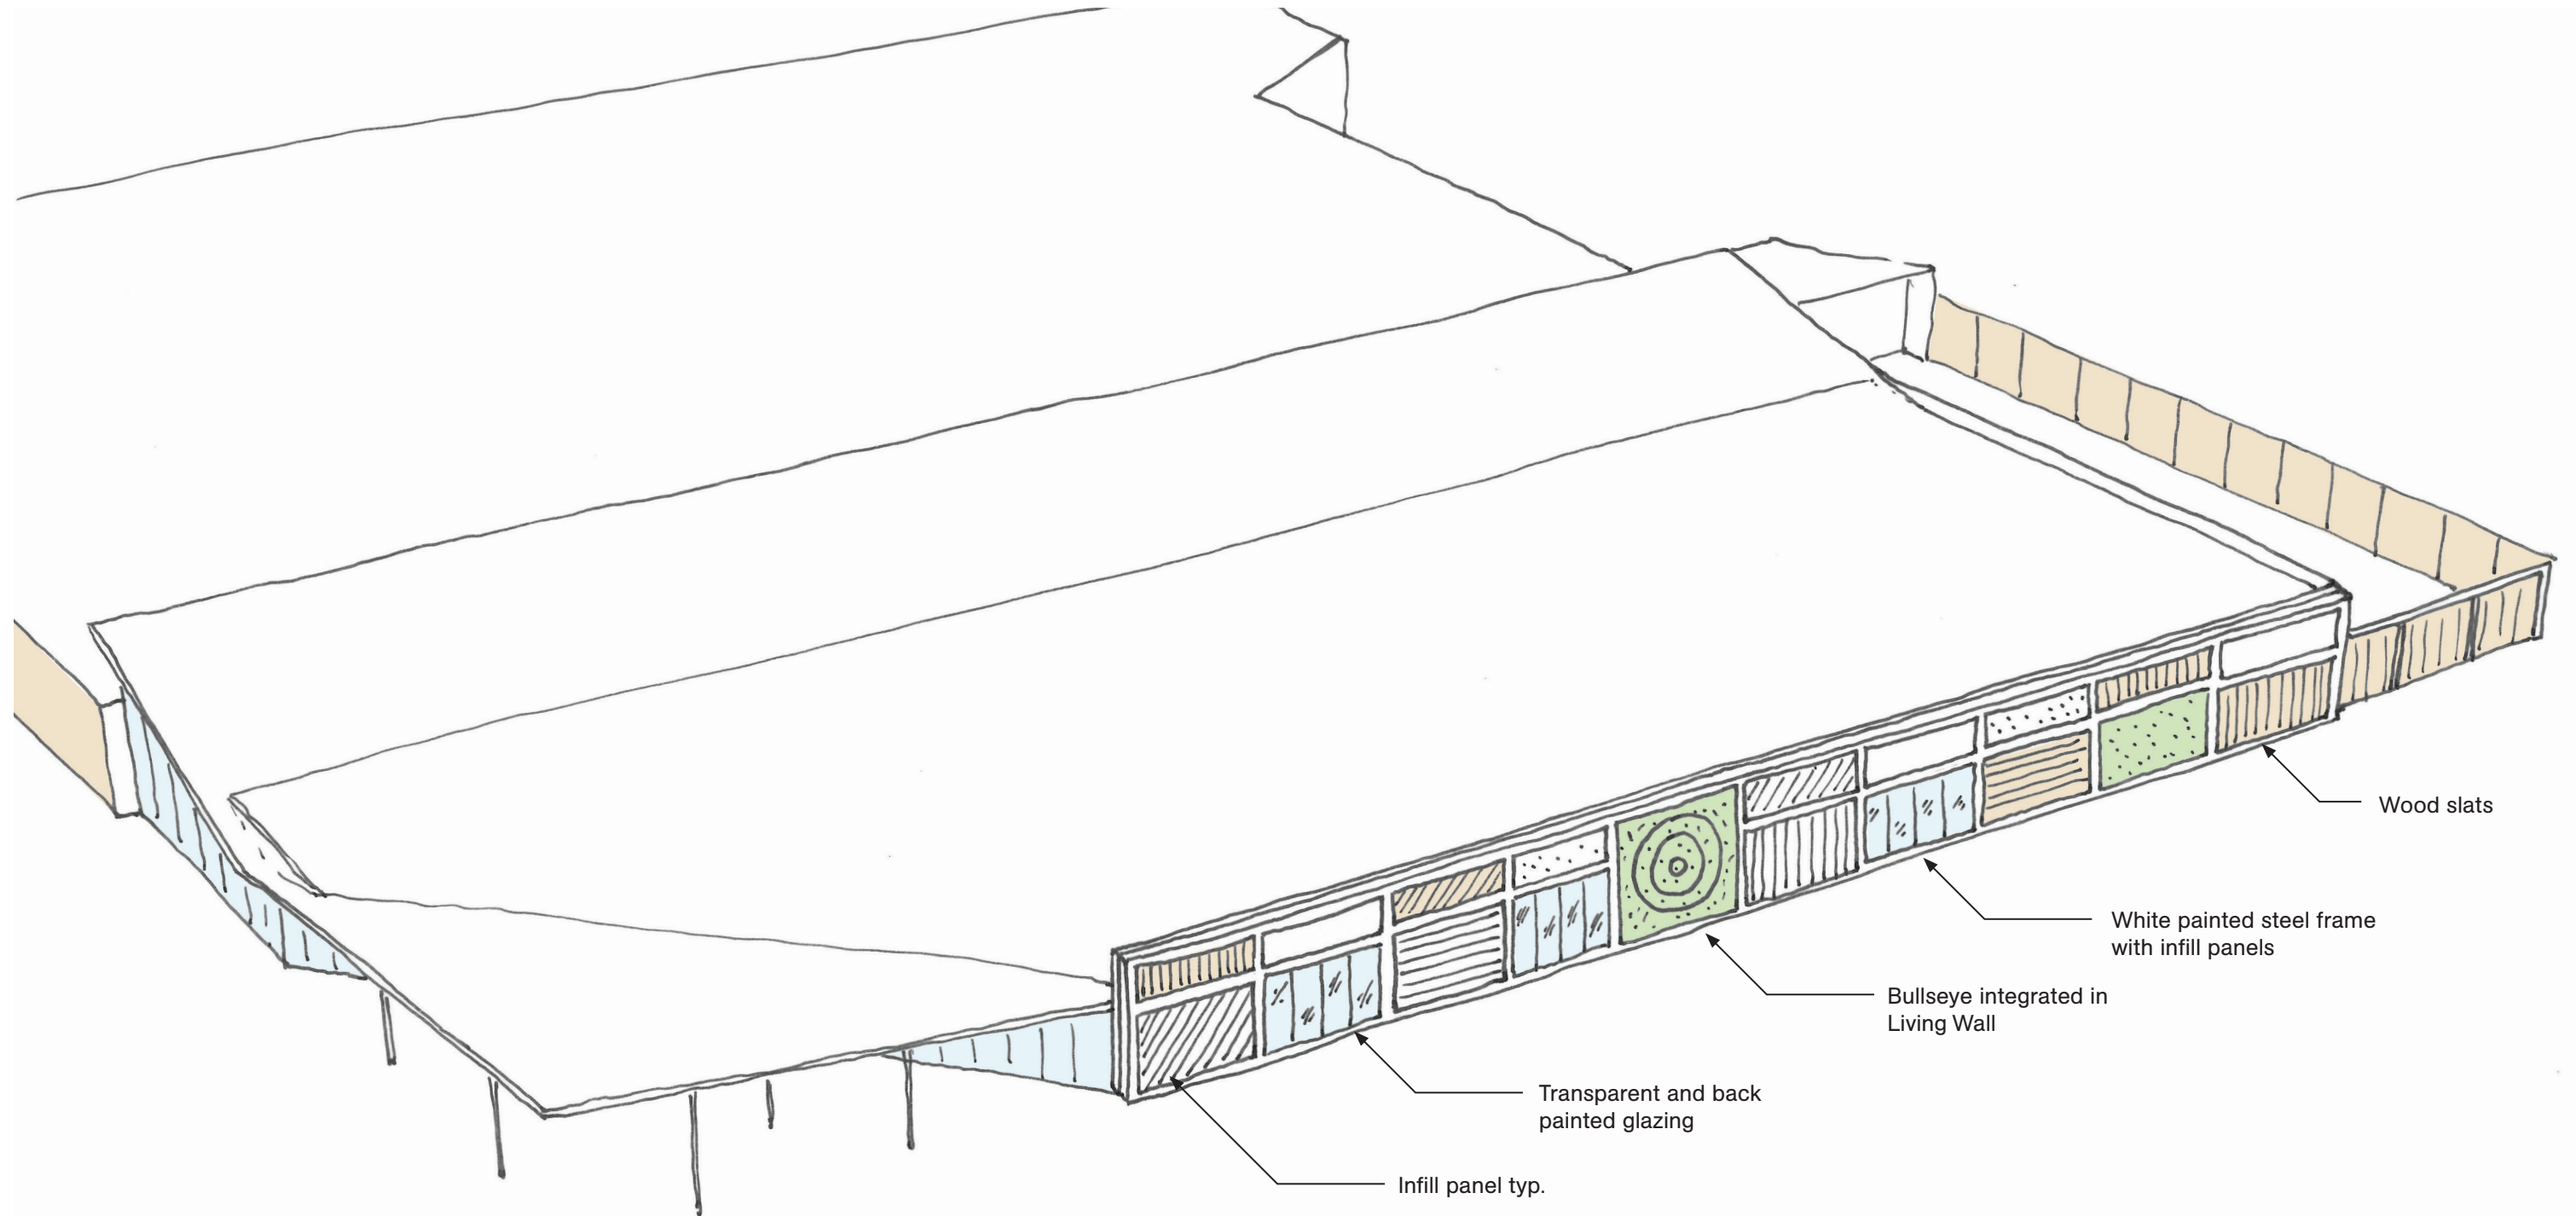 Wood slats
White painted steel frame
with infill panels
Bullseye integrated in
Living Wall
Transparent and back
painted glazing
Infill panel typ.